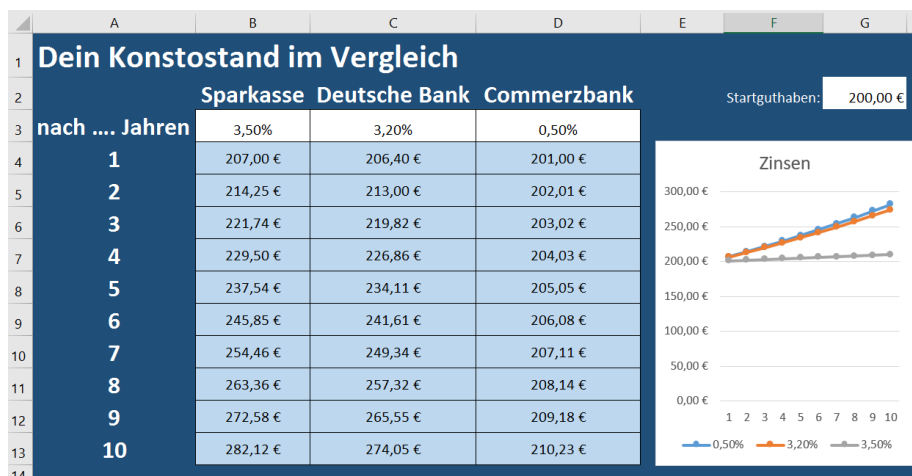 A B C D E F G
1 Dein Konstostand im Vergleich
2 Sparkasse Deutsche Bank Commerzbank Startguthaben: 200,00 €
3 nach .... Jahren 3,50% 3,20% 0,50%
4 1 207,00 € 206,40 € 201,00 €
5 2 214,25 € 213,00 € 202,01 €
6 3 221,74 € 219,82 € 203,02 €
7 4 229,50 € 226,86 € 204,03 €
8 5 237,54 € 234,11 € 205,05 €
9 6 245,85 € 241,61 € 206,08 €
10 7 254,46 € 249,34 € 207,11 €
11 8 263,36 € 257,32 € 208,14 €
12 9 272,58 € 265,55 € 209,18 €
13 10 282,12 € 274,05 € 210,23 €
14
Zinsen
300,00 €
250,00 €
200,00 €
150,00 €
100,00 €
50,00 €
0,00 €
1 2 3 4 5 6 7 8 9 10
0,50% 3,20% 3,50%